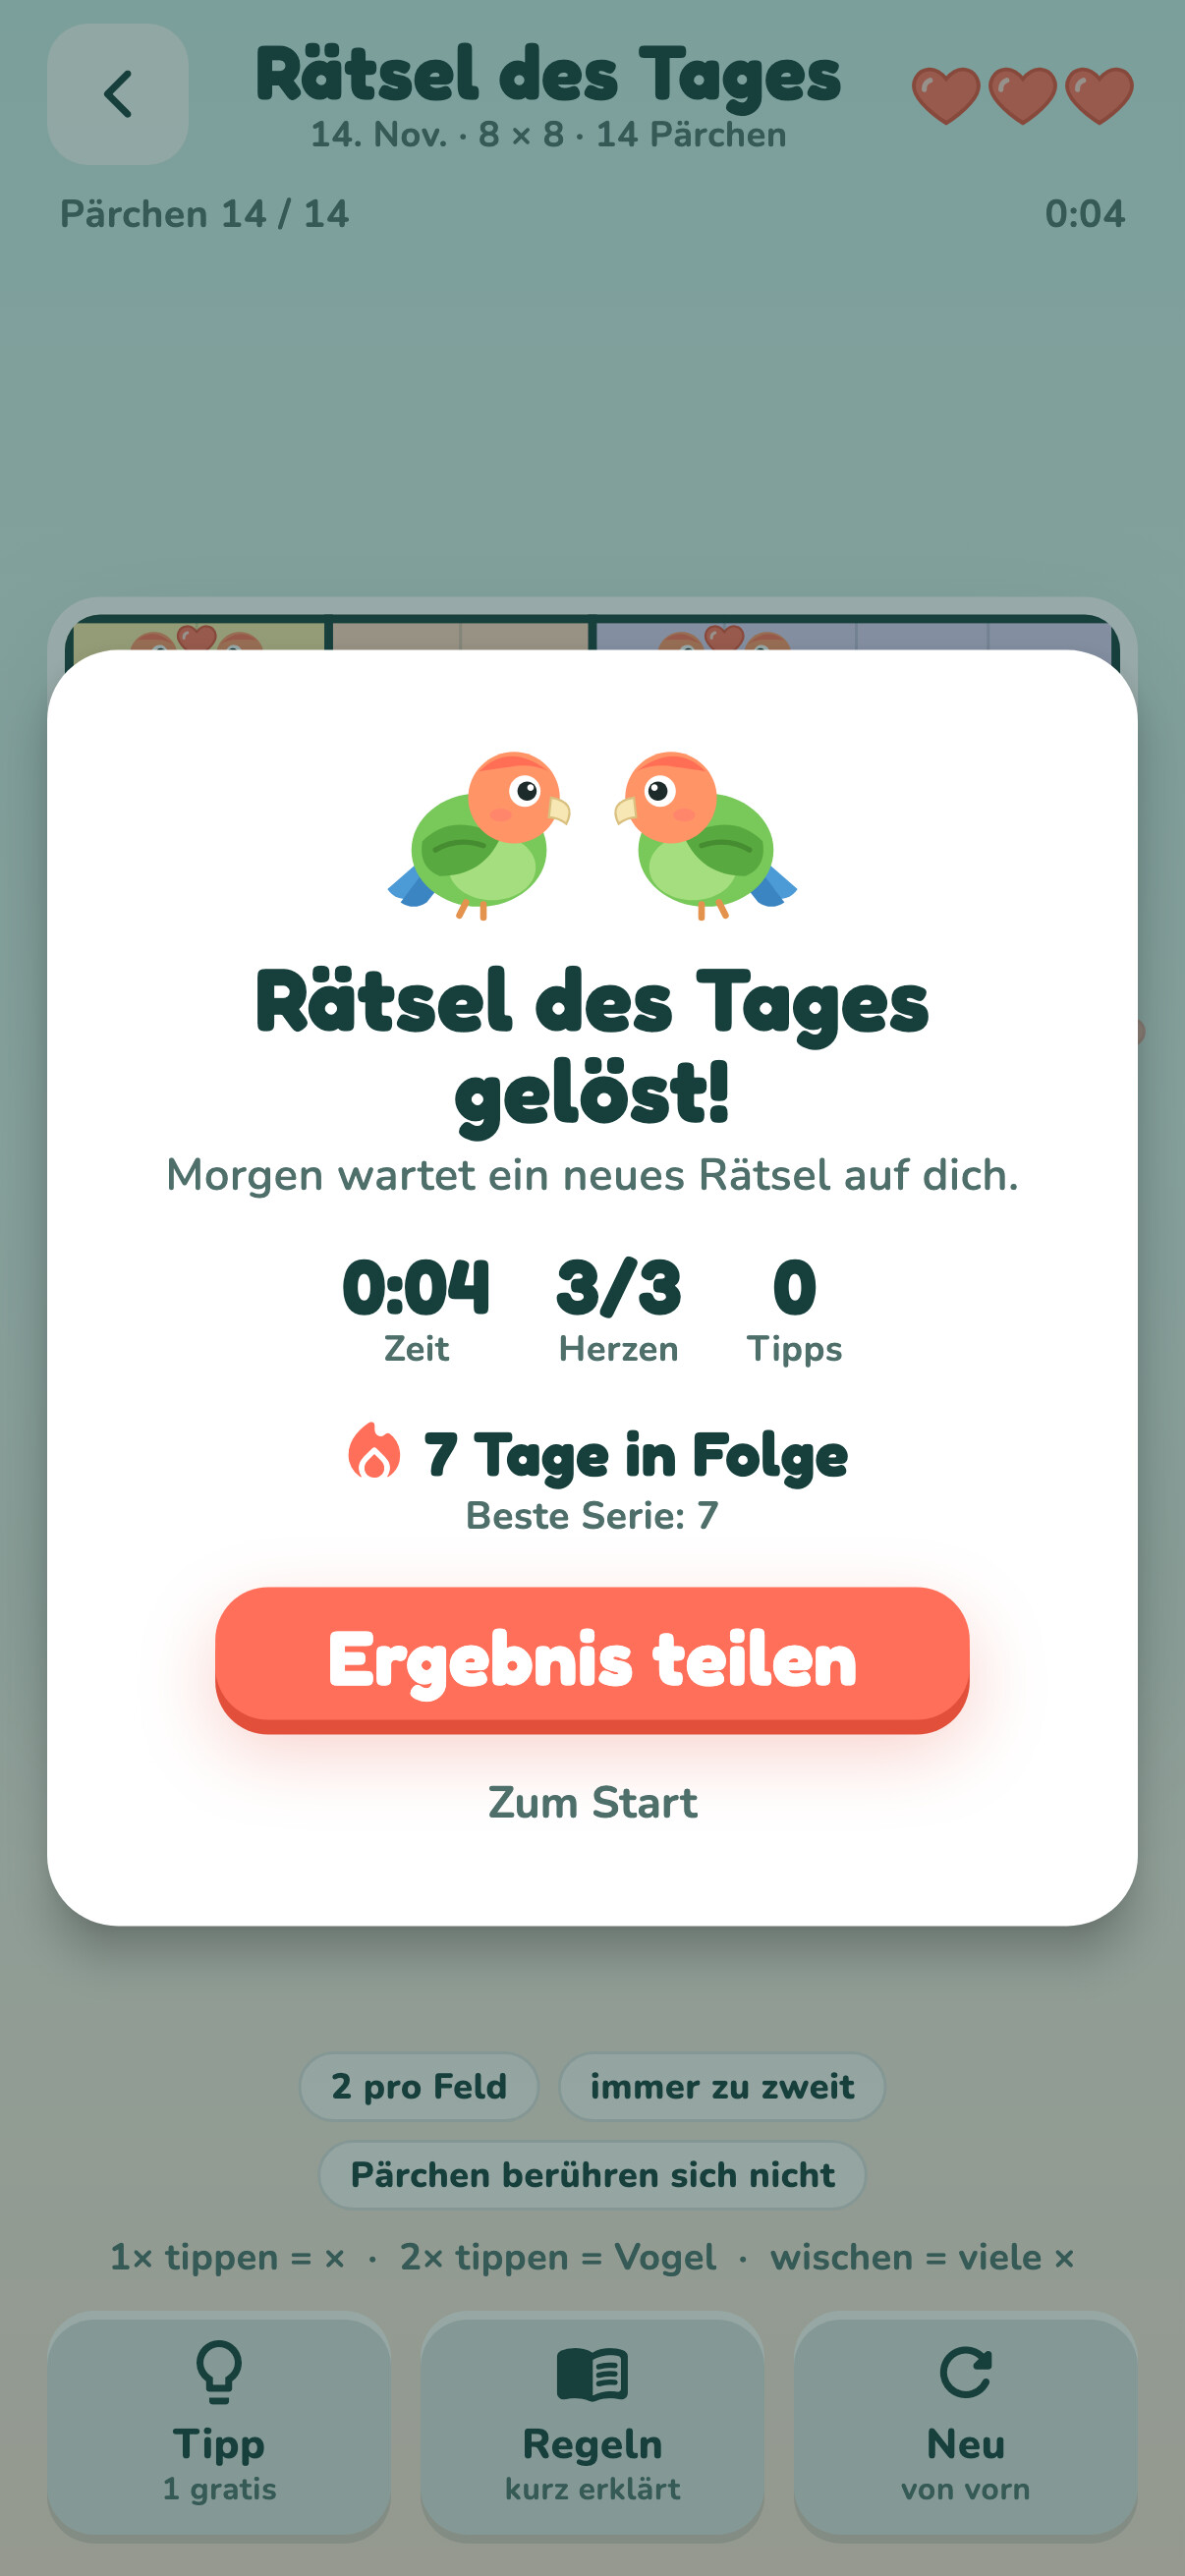 Rätsel des Tages
14. Nov. · 8 × 8 · 14 Pärchen
Pärchen 14 / 14
0:04
Rätsel des Tages
gelöst!
Morgen wartet ein neues Rätsel auf dich.
0:04 3/3 0
Zeit Herzen Tipps
7 Tage in Folge
Beste Serie: 7
Ergebnis teilen
Zum Start
2 pro Feld immer zu zweit
Pärchen berühren sich nicht
1× tippen = × · 2× tippen = Vogel · wischen = viele ×
Tipp Regeln Neu
1 gratis kurz erklärt von vorn